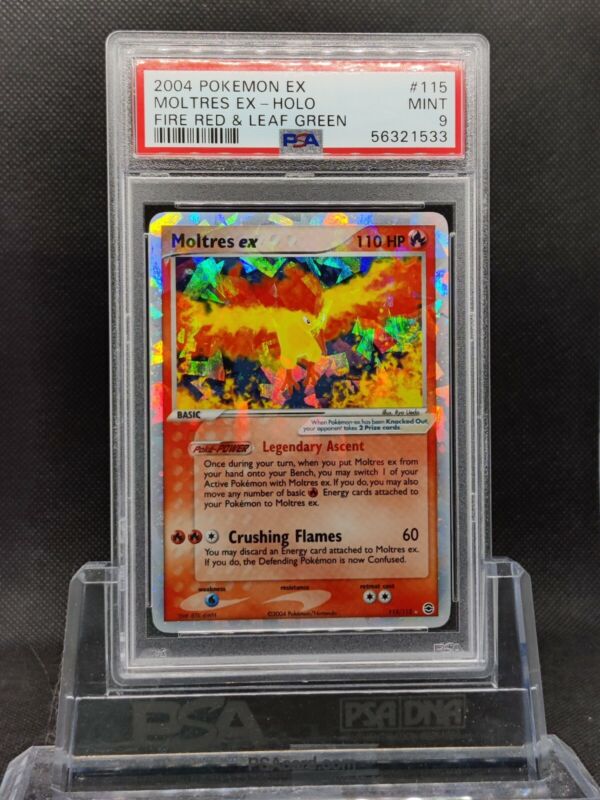 2004 POKEMON EX #115
MOLTRES EX - HOLO MINT
FIRE RED & LEAF GREEN 9
PSA 56321533
Moltres ex 110 HP
BASIC
illus. Ryo Ueda
When Pokémon-ex has been Knocked Out,
your opponent takes 2 Prize cards.
Poké-POWER Legendary Ascent
Once during your turn, when you put Moltres ex from
your hand onto your Bench, you may switch 1 of your
Active Pokémon with Moltres ex. If you do, you may also
move any number of basic Energy cards attached to
your Pokémon to Moltres ex.
Crushing Flames 60
You may discard an Energy card attached to Moltres ex.
If you do, the Defending Pokémon is now Confused.
weakness resistance retreat cost
©2004 Pokémon/Nintendo
PSA
PSA PSA DNA
PSAcard.com